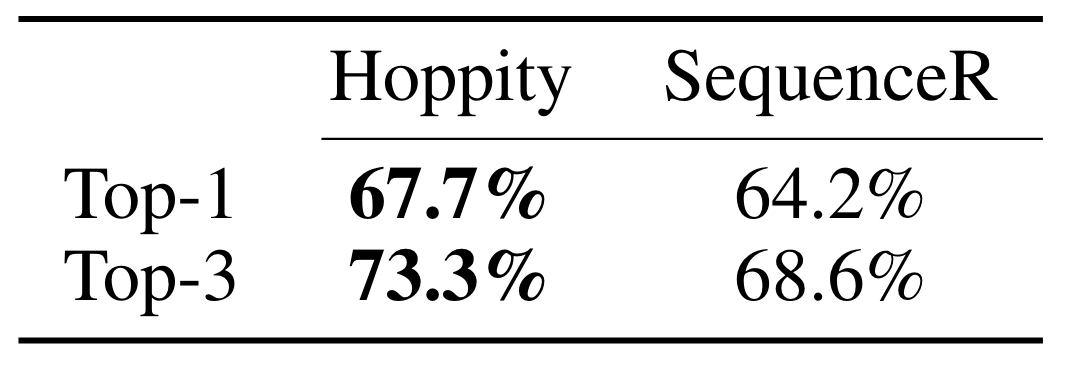 Hoppity SequenceR
Top-1 67.7% 64.2%
Top-3 73.3% 68.6%